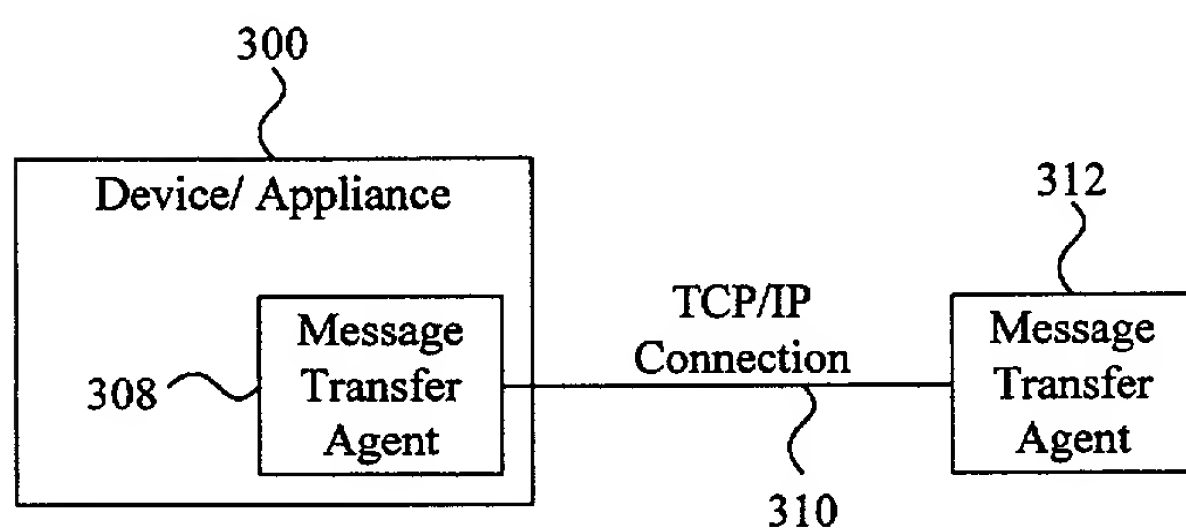 300
Device/ Appliance
312
TCP/IP
Connection
Message
Transfer
Agent
308
Message
Transfer
Agent
310